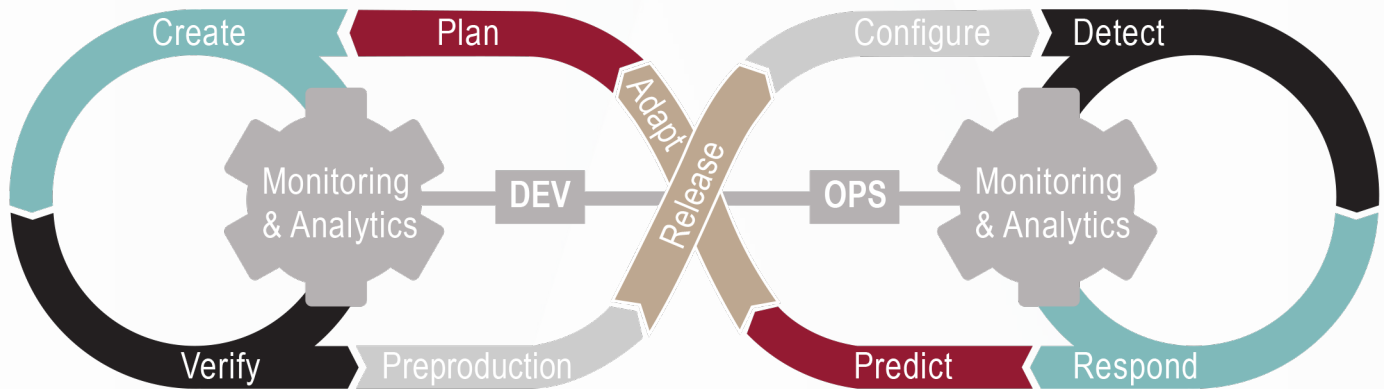 Create
Plan
Configure
Detect
Adapt
Release
Monitoring
& Analytics
DEV
OPS
Monitoring
& Analytics
Verify
Preproduction
Predict
Respond